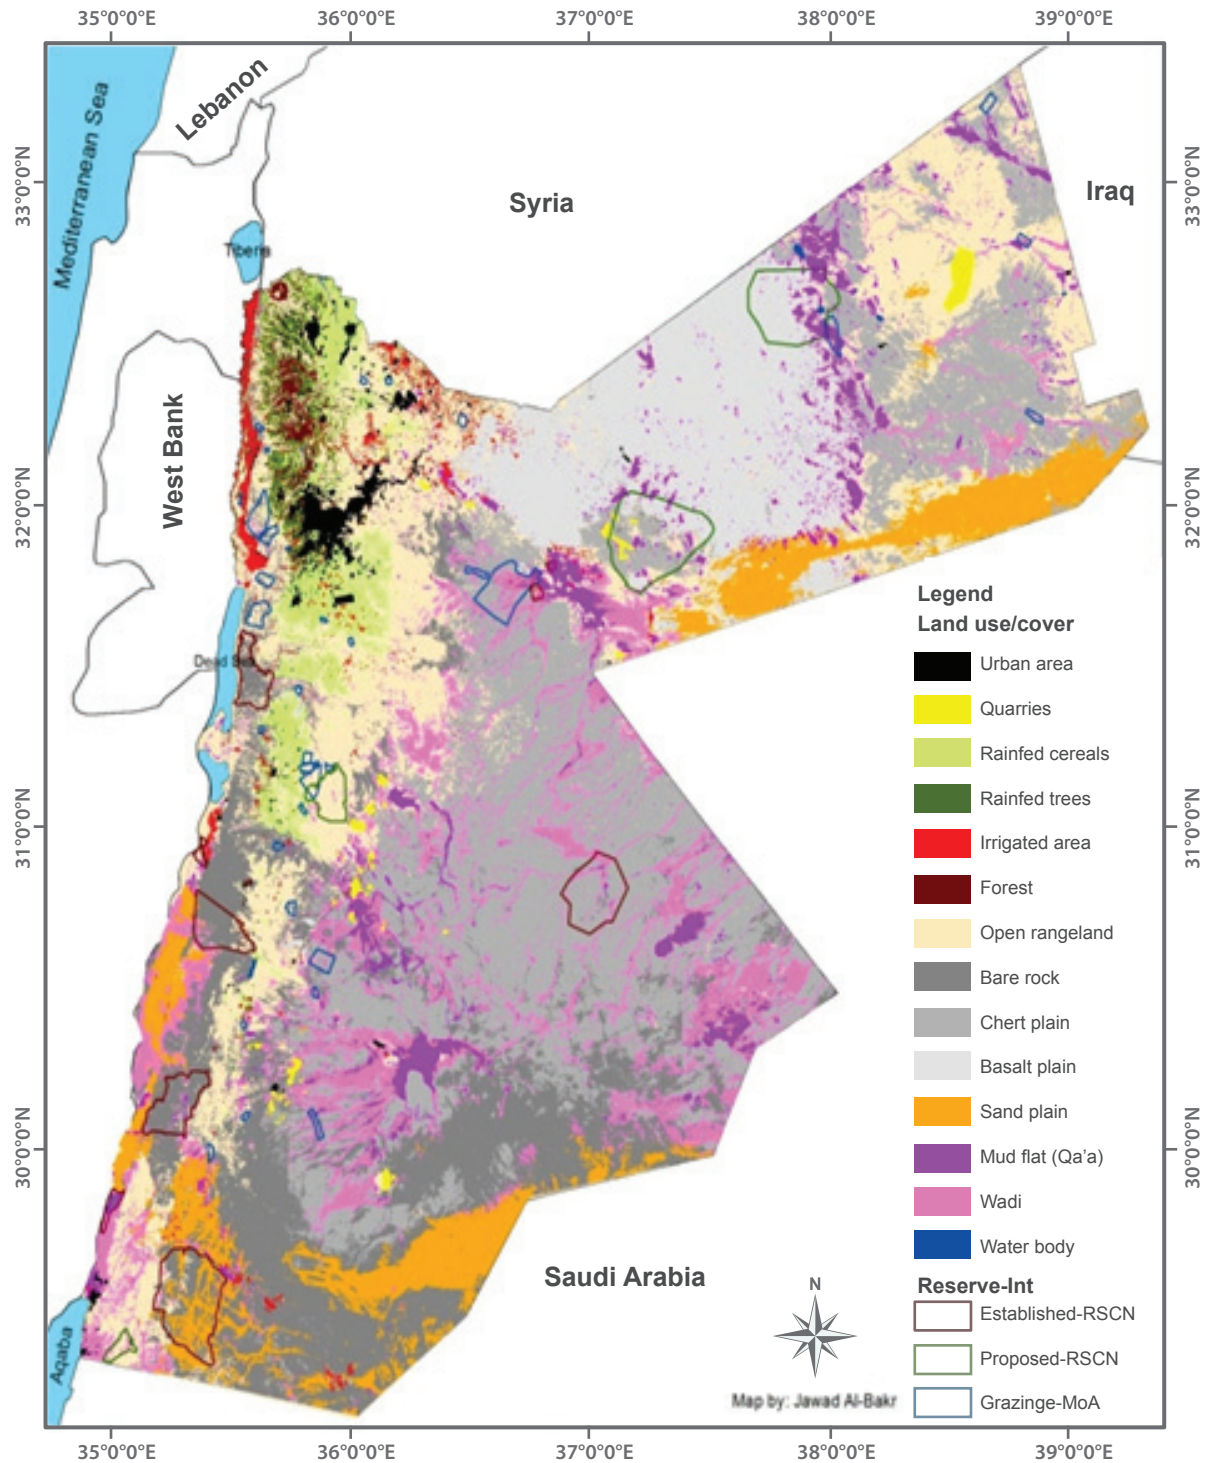 35°0'0"E 36°0'0"E 37°0'0"E 38°0'0"E 39°0'0"E
Lebanon
Mediterranean Sea
33°0'0"N
33°0'0"N
Syria
Iraq
Tiberis
West Bank
32°0'0"N
32°0'0"N
Dead Sea
31°0'0"N
31°0'0"N
30°0'0"N
30°0'0"N
Saudi Arabia
Aqaba
N
Map by: Jawad Al-Bakr
Legend
Land use/cover
Urban area
Quarries
Rainfed cereals
Rainfed trees
Irrigated area
Forest
Open rangeland
Bare rock
Chert plain
Basalt plain
Sand plain
Mud flat (Qa'a)
Wadi
Water body
Reserve-Int
Established-RSCN
Proposed-RSCN
Grazinge-MoA
35°0'0"E 36°0'0"E 37°0'0"E 38°0'0"E 39°0'0"E